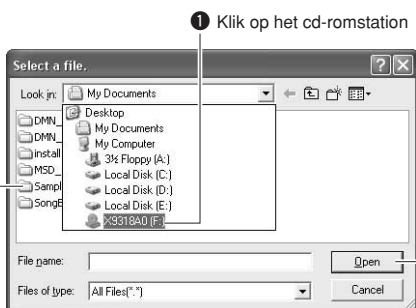 ❶ Klik op het cd-romstation
Select a file.
Look in: My Documents
Desktop
My Documents
My Computer
3½ Floppy (A:)
Local Disk (C:)
Local Disk (D:)
Local Disk (E:)
X9318A0 (F:)
DMN_
DMN_
install
MSD_
Sampl
SongE
File name:
Open
Files of type: All Files(*.*)
Cancel